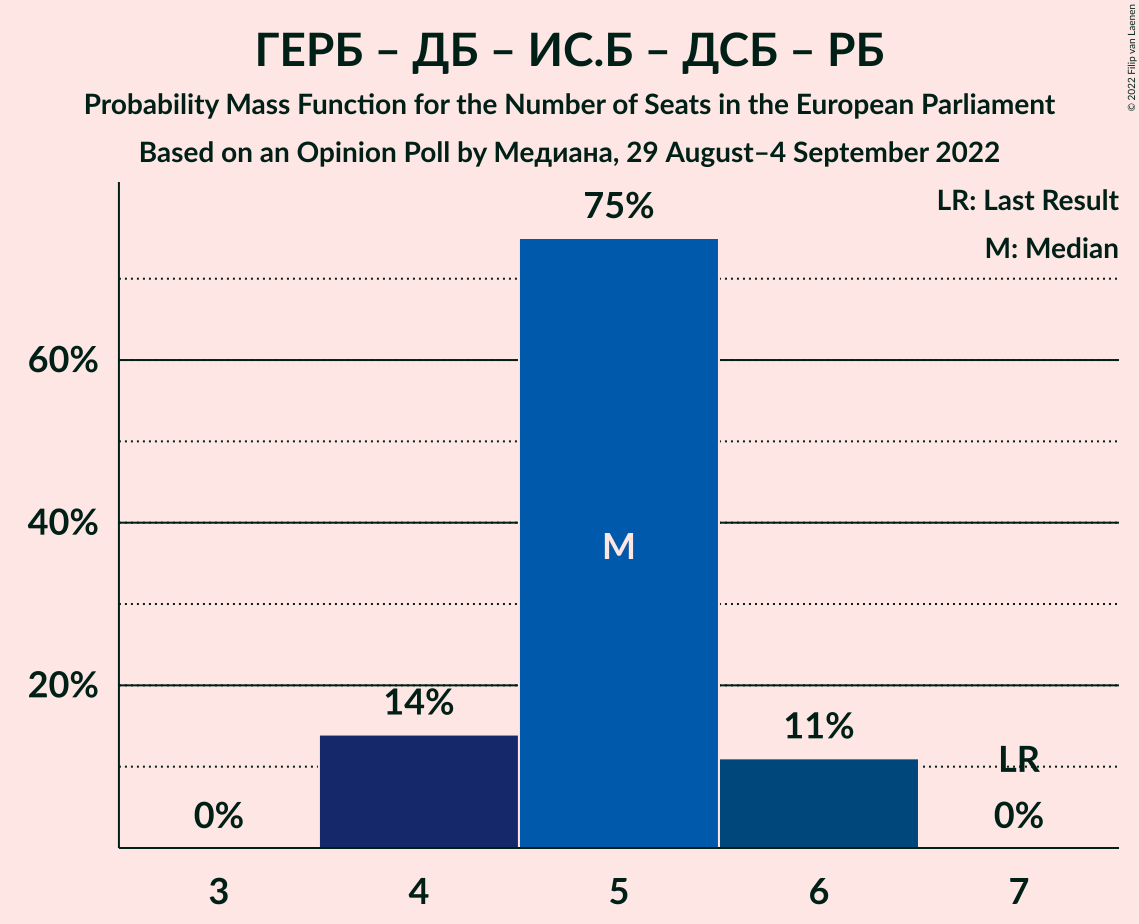 ГЕРБ – ДБ – ИС.Б – ДСБ – РБ
Probability Mass Function for the Number of Seats in the European Parliament
Based on an Opinion Poll by Медиана, 29 August–4 September 2022
© 2022 Filip van Laenen
LR: Last Result
M: Median
75%
60%
40%
M
20%
14%
11%
LR
0%
0%
3
4
5
6
7